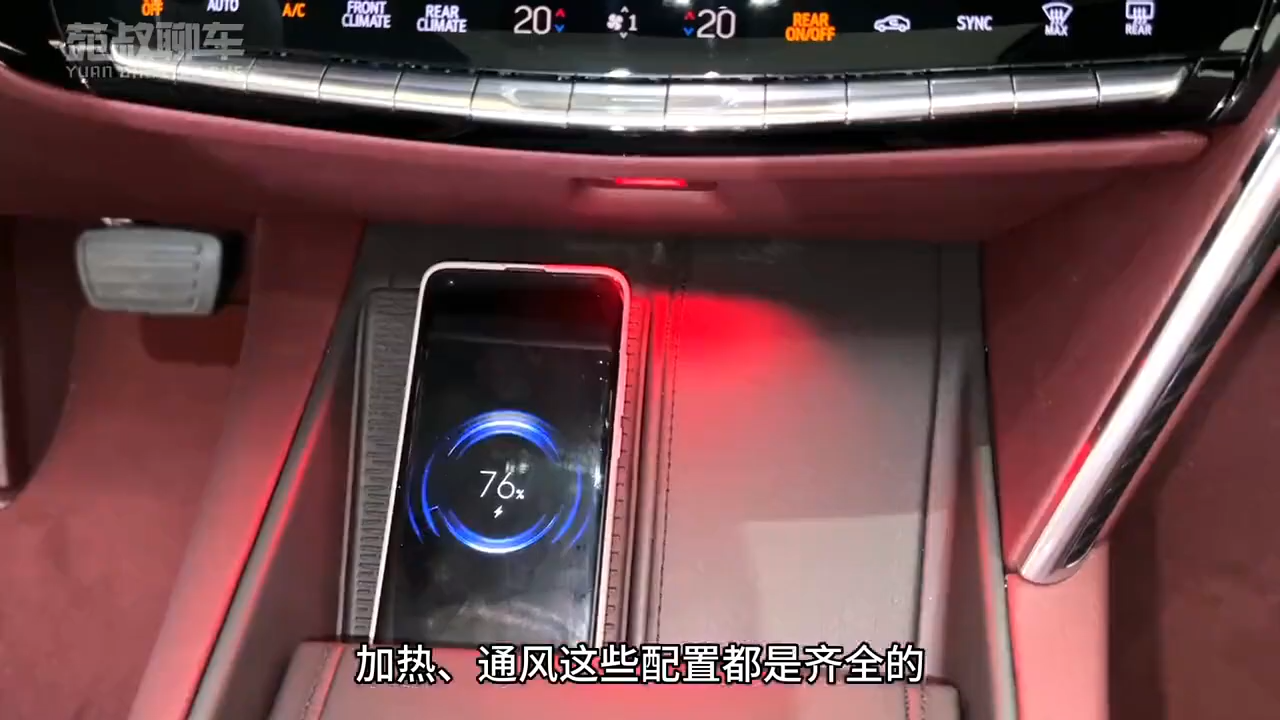 OFF
AUTO
A/C
FRONT CLIMATE
REAR CLIMATE
20
1
20
REAR ON/OFF
SYNC
MAX
REAR
苑叔聊车
76%
加热、通风这些配置都是齐全的